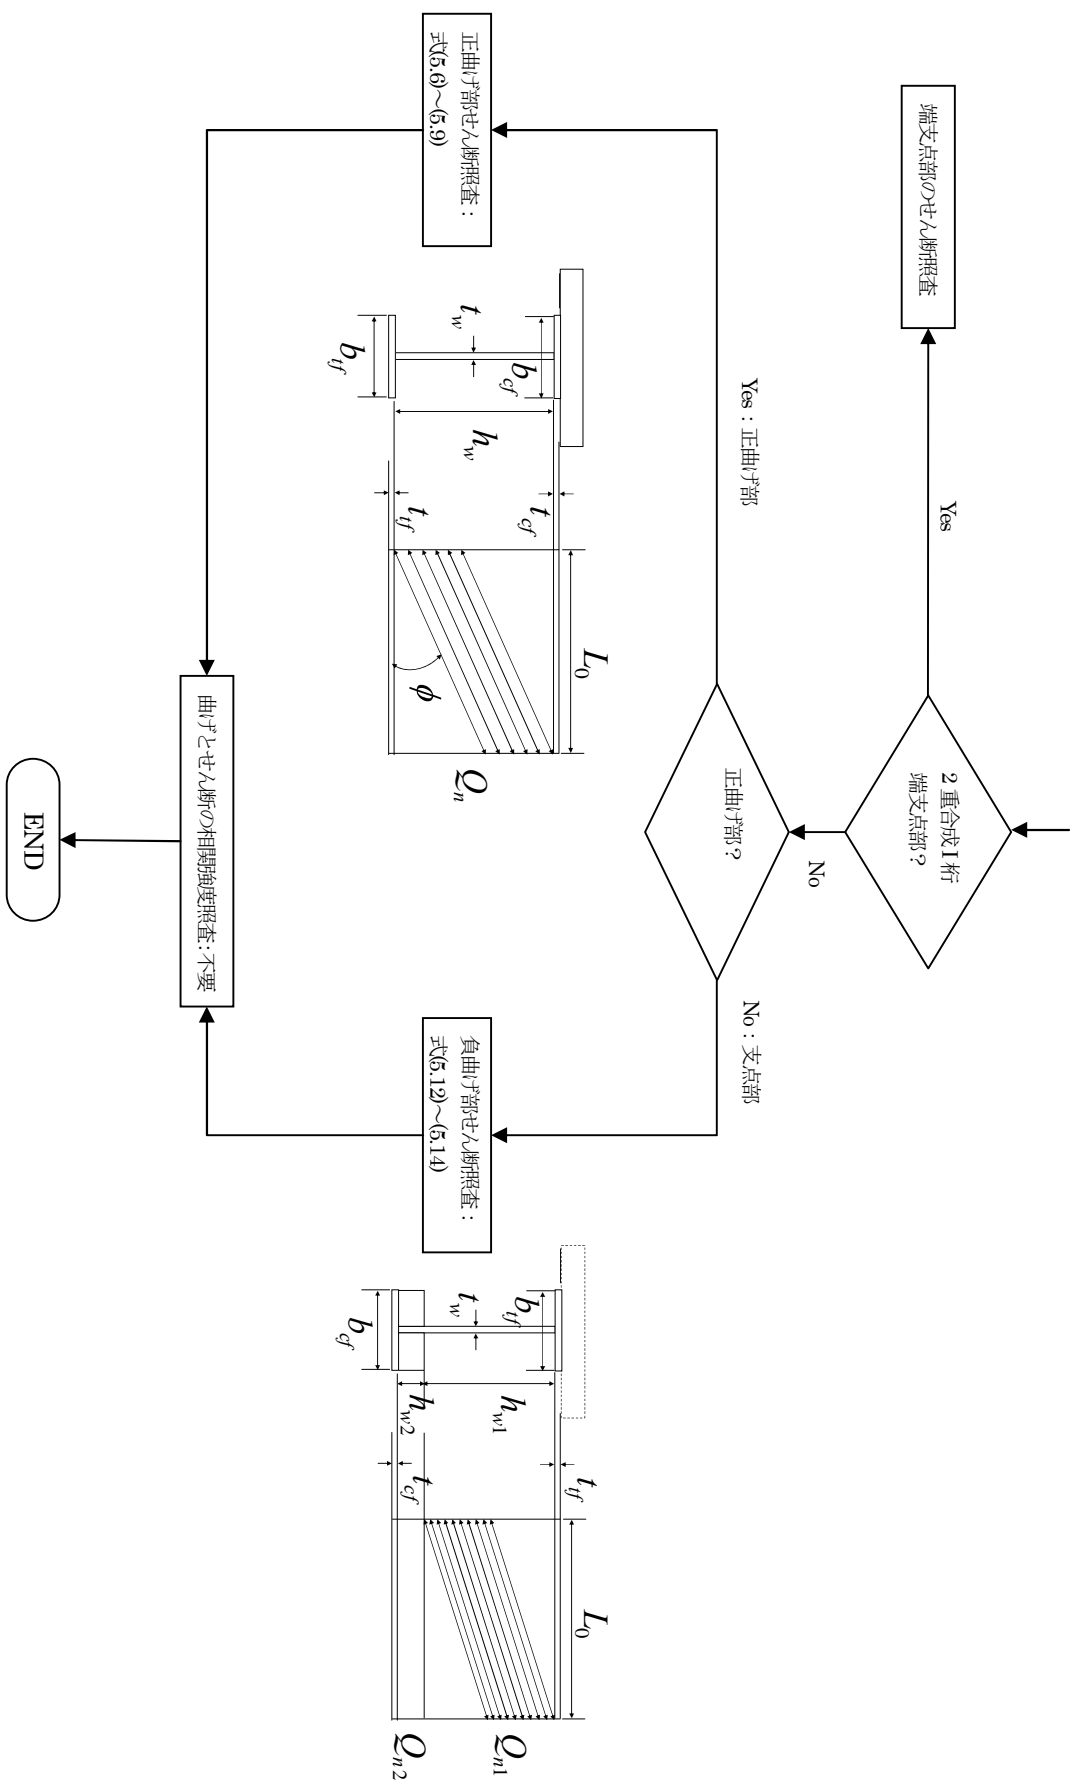 2 重合成 I 桁
端支点部？
Yes
端支点部のせん断照査
No
正曲げ部？
Yes：正曲げ部
No：支点部
正曲げ部せん断照査：
式(5.6)～(5.9)
負曲げ部せん断照査：
式(5.12)～(5.14)
L₀
b_cf
t_cf
t_w
h_w
Q_n
ϕ
t_tf
b_tf
L₀
t_tf
b_tf
h_w1
Q_n1
t_w
h_w2
t_cf
Q_n2
b_cf
曲げとせん断の相関強度照査:不要
END